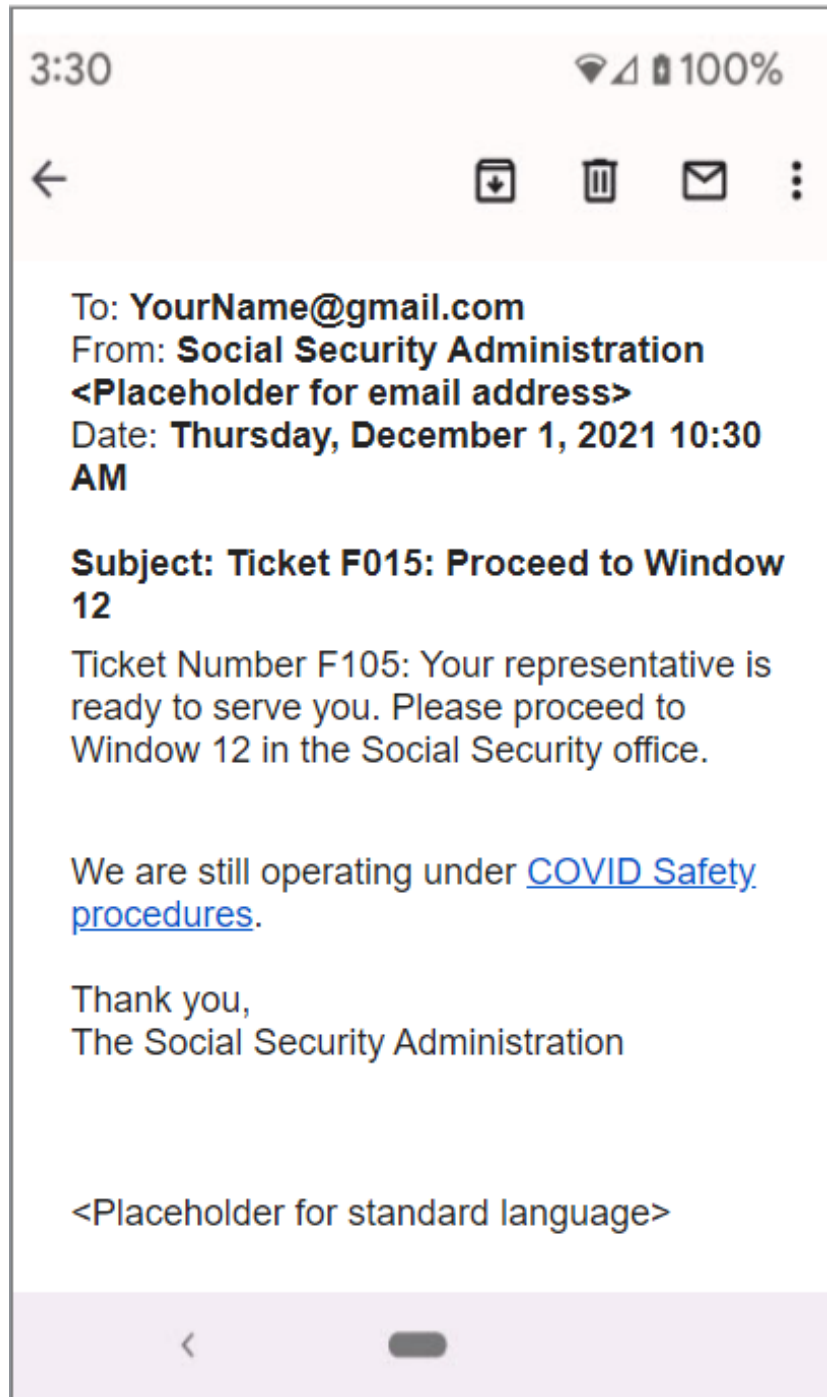 3:30 100%
To: YourName@gmail.com
From: Social Security Administration
<Placeholder for email address>
Date: Thursday, December 1, 2021 10:30
AM
Subject: Ticket F015: Proceed to Window
12
Ticket Number F105: Your representative is
ready to serve you. Please proceed to
Window 12 in the Social Security office.
We are still operating under COVID Safety
procedures.
Thank you,
The Social Security Administration
<Placeholder for standard language>